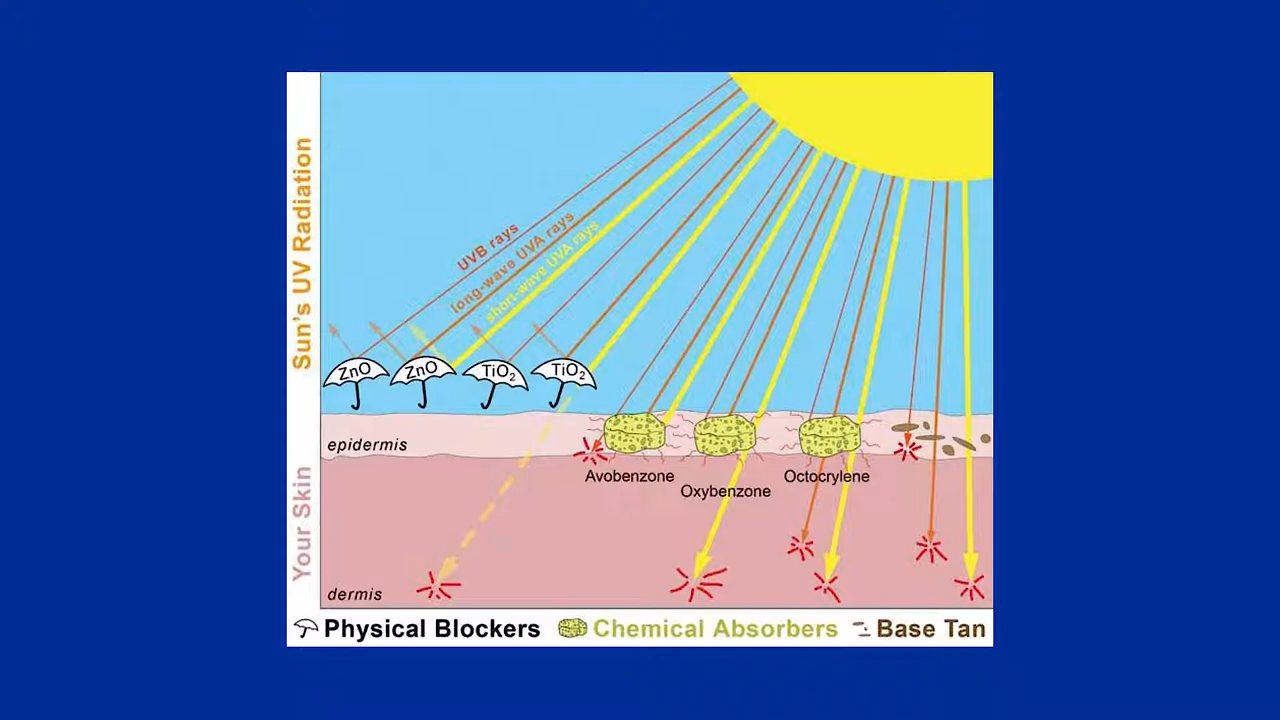 Sun's UV Radiation
UVB rays
long-wave UVA rays
short-wave UVA rays
ZnO
ZnO
TiO₂
TiO₂
epidermis
Avobenzone
Oxybenzone
Octocrylene
Your Skin
dermis
Physical Blockers
Chemical Absorbers
Base Tan